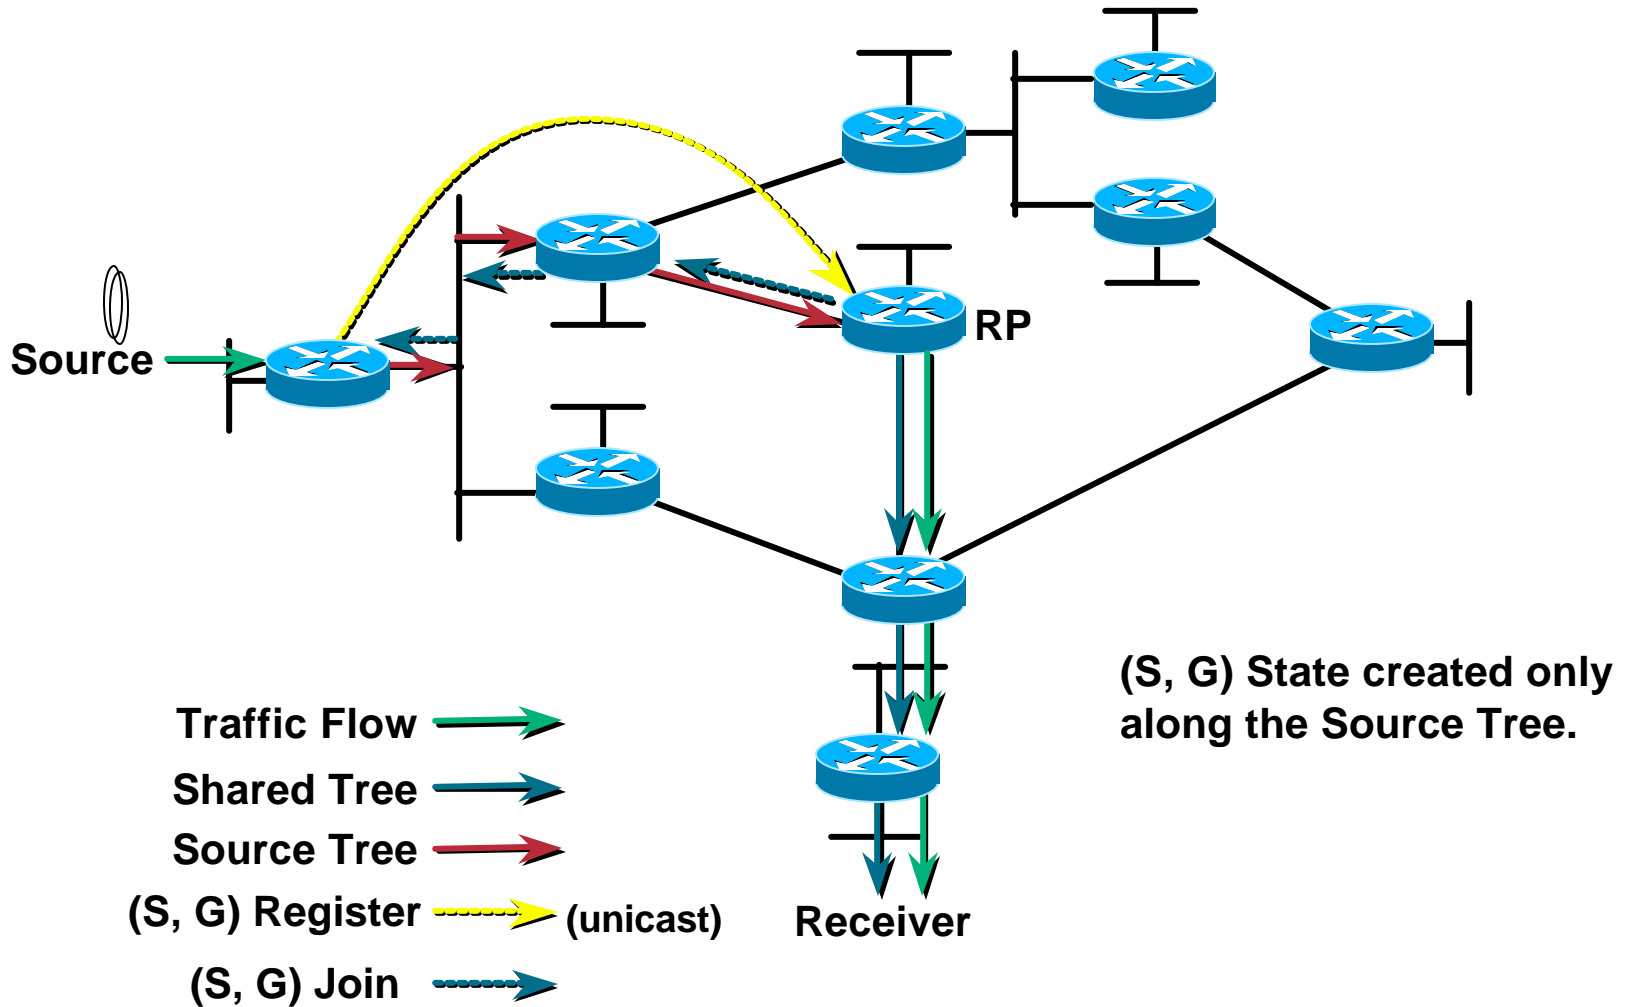 RP
Source
(S, G) State created only
along the Source Tree.
Traffic Flow
Shared Tree
Source Tree
(S, G) Register
(unicast)
Receiver
(S, G) Join